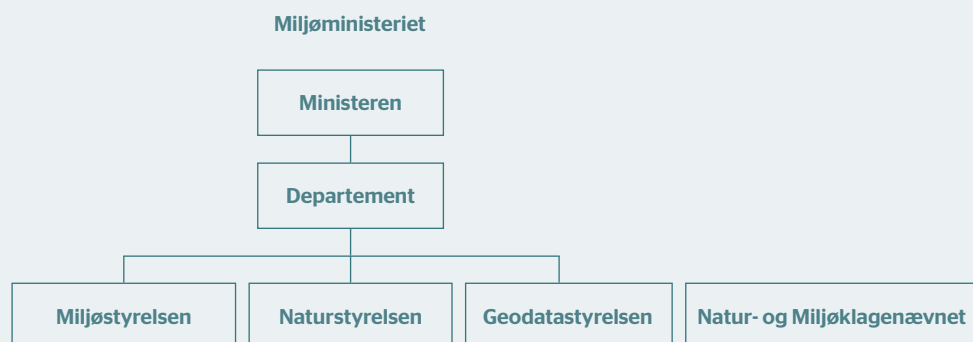 Miljøministeriet
Ministeren
Departement
Miljøstyrelsen
Naturstyrelsen
Geodatastyrelsen
Natur- og Miljøklagenævnet